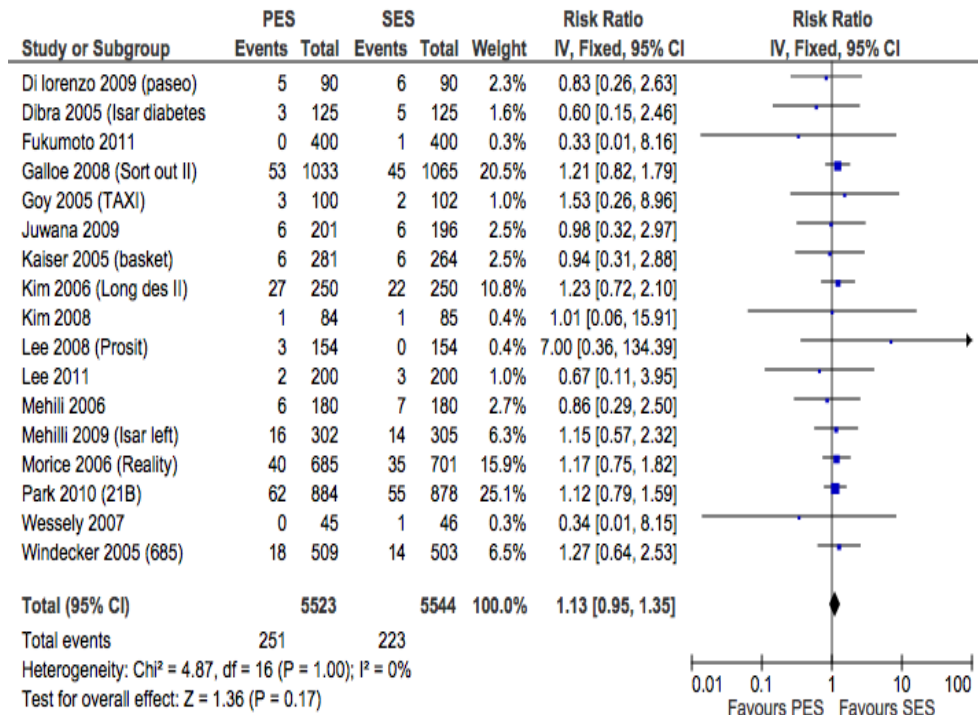 PES SES Risk Ratio Risk Ratio
Study or Subgroup Events Total Events Total Weight IV, Fixed, 95% CI IV, Fixed, 95% CI
Di lorenzo 2009 (paseo) 5 90 6 90 2.3% 0.83 [0.26, 2.63]
Dibra 2005 (Isar diabetes 3 125 5 125 1.6% 0.60 [0.15, 2.46]
Fukumoto 2011 0 400 1 400 0.3% 0.33 [0.01, 8.16]
Galloe 2008 (Sort out II) 53 1033 45 1065 20.5% 1.21 [0.82, 1.79]
Goy 2005 (TAXI) 3 100 2 102 1.0% 1.53 [0.26, 8.96]
Juwana 2009 6 201 6 196 2.5% 0.98 [0.32, 2.97]
Kaiser 2005 (basket) 6 281 6 264 2.5% 0.94 [0.31, 2.88]
Kim 2006 (Long des II) 27 250 22 250 10.8% 1.23 [0.72, 2.10]
Kim 2008 1 84 1 85 0.4% 1.01 [0.06, 15.91]
Lee 2008 (Prosit) 3 154 0 154 0.4% 7.00 [0.36, 134.39]
Lee 2011 2 200 3 200 1.0% 0.67 [0.11, 3.95]
Mehili 2006 6 180 7 180 2.7% 0.86 [0.29, 2.50]
Mehilli 2009 (Isar left) 16 302 14 305 6.3% 1.15 [0.57, 2.32]
Morice 2006 (Reality) 40 685 35 701 15.9% 1.17 [0.75, 1.82]
Park 2010 (21B) 62 884 55 878 25.1% 1.12 [0.79, 1.59]
Wessely 2007 0 45 1 46 0.3% 0.34 [0.01, 8.15]
Windecker 2005 (685) 18 509 14 503 6.5% 1.27 [0.64, 2.53]
Total (95% CI) 5523 5544 100.0% 1.13 [0.95, 1.35]
Total events 251 223
Heterogeneity: Chi² = 4.87, df = 16 (P = 1.00); I² = 0%
Test for overall effect: Z = 1.36 (P = 0.17)
0.01 0.1 1 10 100
Favours PES Favours SES